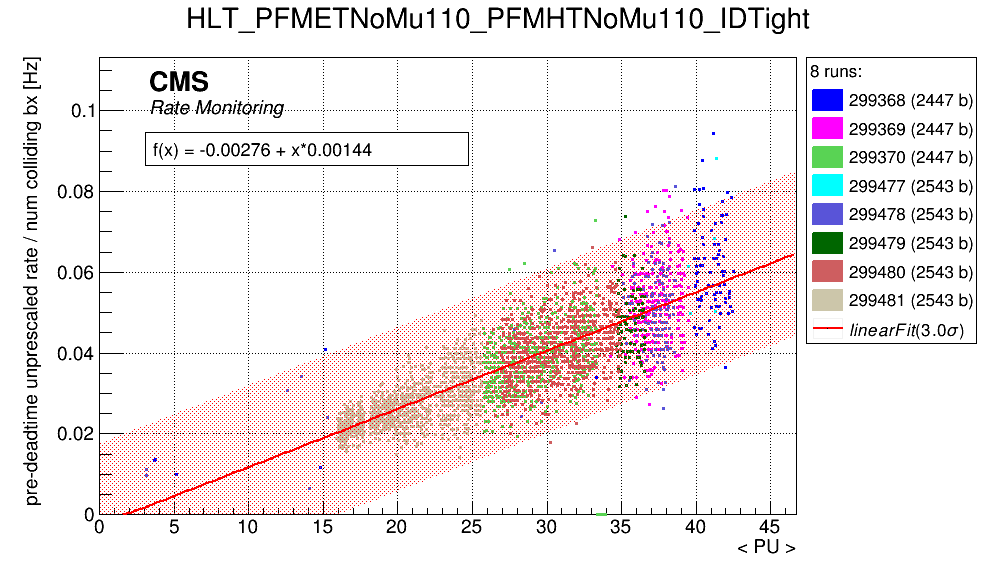 HLT_PFMETNoMu110_PFMHTNoMu110_IDTight
pre-deadtime unprescaled rate / num colliding bx [Hz]
CMS
Rate Monitoring
f(x) = -0.00276 + x*0.00144
0.1
0.08
0.06
0.04
0.02
0
0 5 10 15 20 25 30 35 40 45
< PU >
8 runs:
299368 (2447 b)
299369 (2447 b)
299370 (2447 b)
299477 (2543 b)
299478 (2543 b)
299479 (2543 b)
299480 (2543 b)
299481 (2543 b)
linearFit(3.0σ)